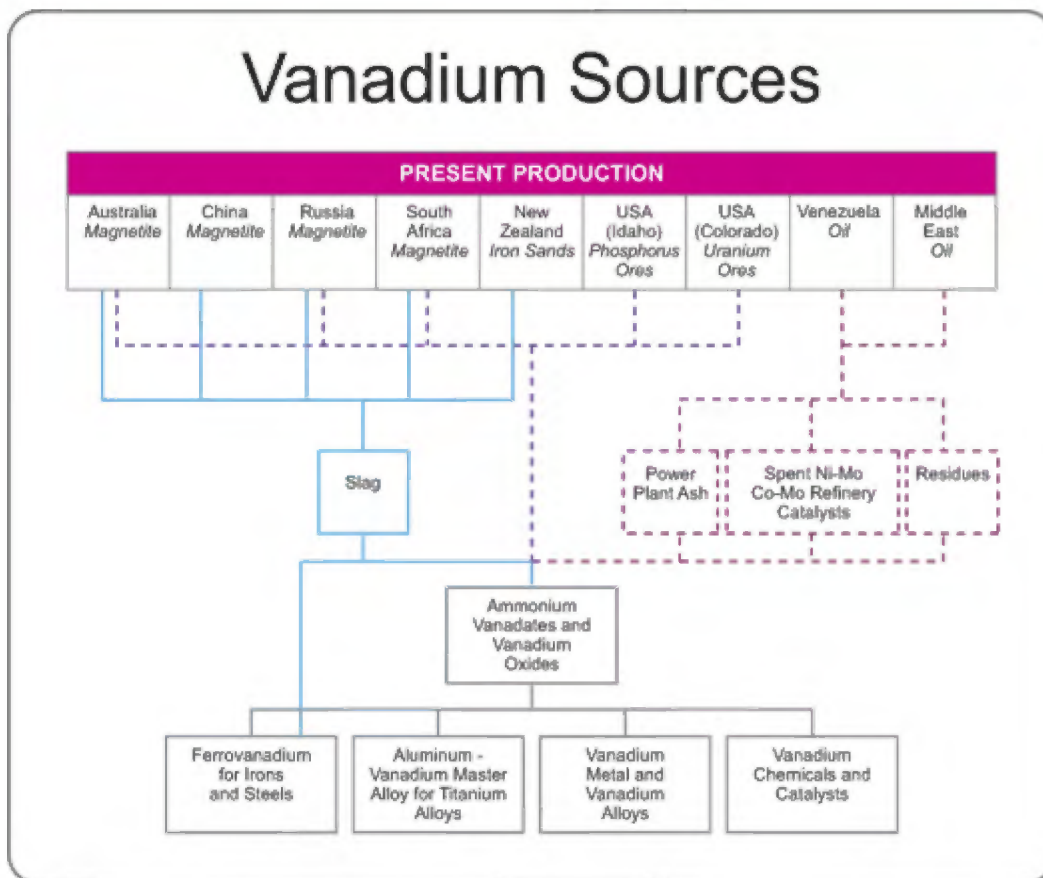 Vanadium Sources
PRESENT PRODUCTION
Australia
Magnetite
China
Magnetite
Russia
Magnetite
South
Africa
Magnetite
New
Zealand
Iron Sands
USA
(Idaho)
Phosphorus
Ores
USA
(Colorado)
Uranium
Ores
Venezuela
Oil
Middle
East
Oil
Slag
Power
Plant Ash
Spent Ni-Mo
Co-Mo Refinery
Catalysts
Residues
Ammonium
Vanadates and
Vanadium
Oxides
Ferrovanadium
for Irons
and Steels
Aluminum -
Vanadium Master
Alloy for Titanium
Alloys
Vanadium
Metal and
Vanadium
Alloys
Vanadium
Chemicals and
Catalysts